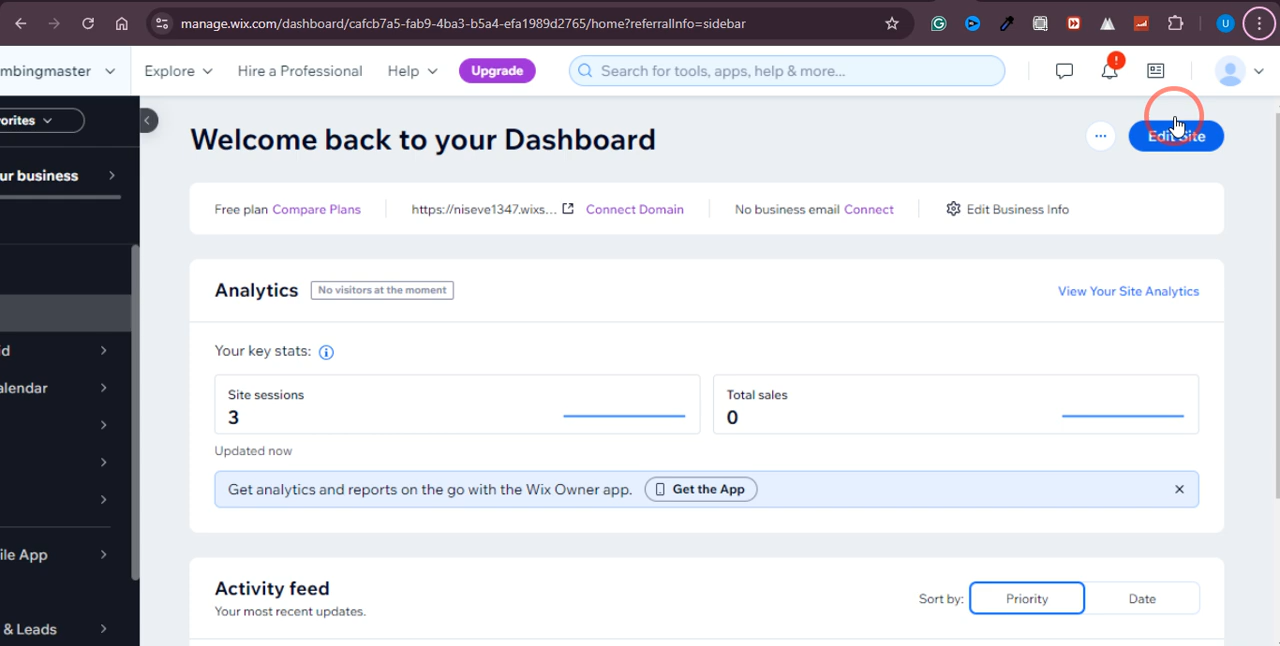 manage.wix.com/dashboard/cafcb7a5-fab9-4ba3-b5a4-efa1989d2765/home?referralInfo=sidebar
U
mbingmaster
Explore
Hire a Professional
Help
Upgrade
Search for tools, apps, help & more...
!
orites
Welcome back to your Dashboard
...
Edit Site
ur business
Free plan Compare Plans
https://niseve1347.wixs...
Connect Domain
No business email Connect
Edit Business Info
Analytics
No visitors at the moment
View Your Site Analytics
id
Your key stats:
alendar
Site sessions
3
Total sales
0
Updated now
Get analytics and reports on the go with the Wix Owner app.
Get the App
ile App
Activity feed
Your most recent updates.
Sort by:
Priority
Date
& Leads